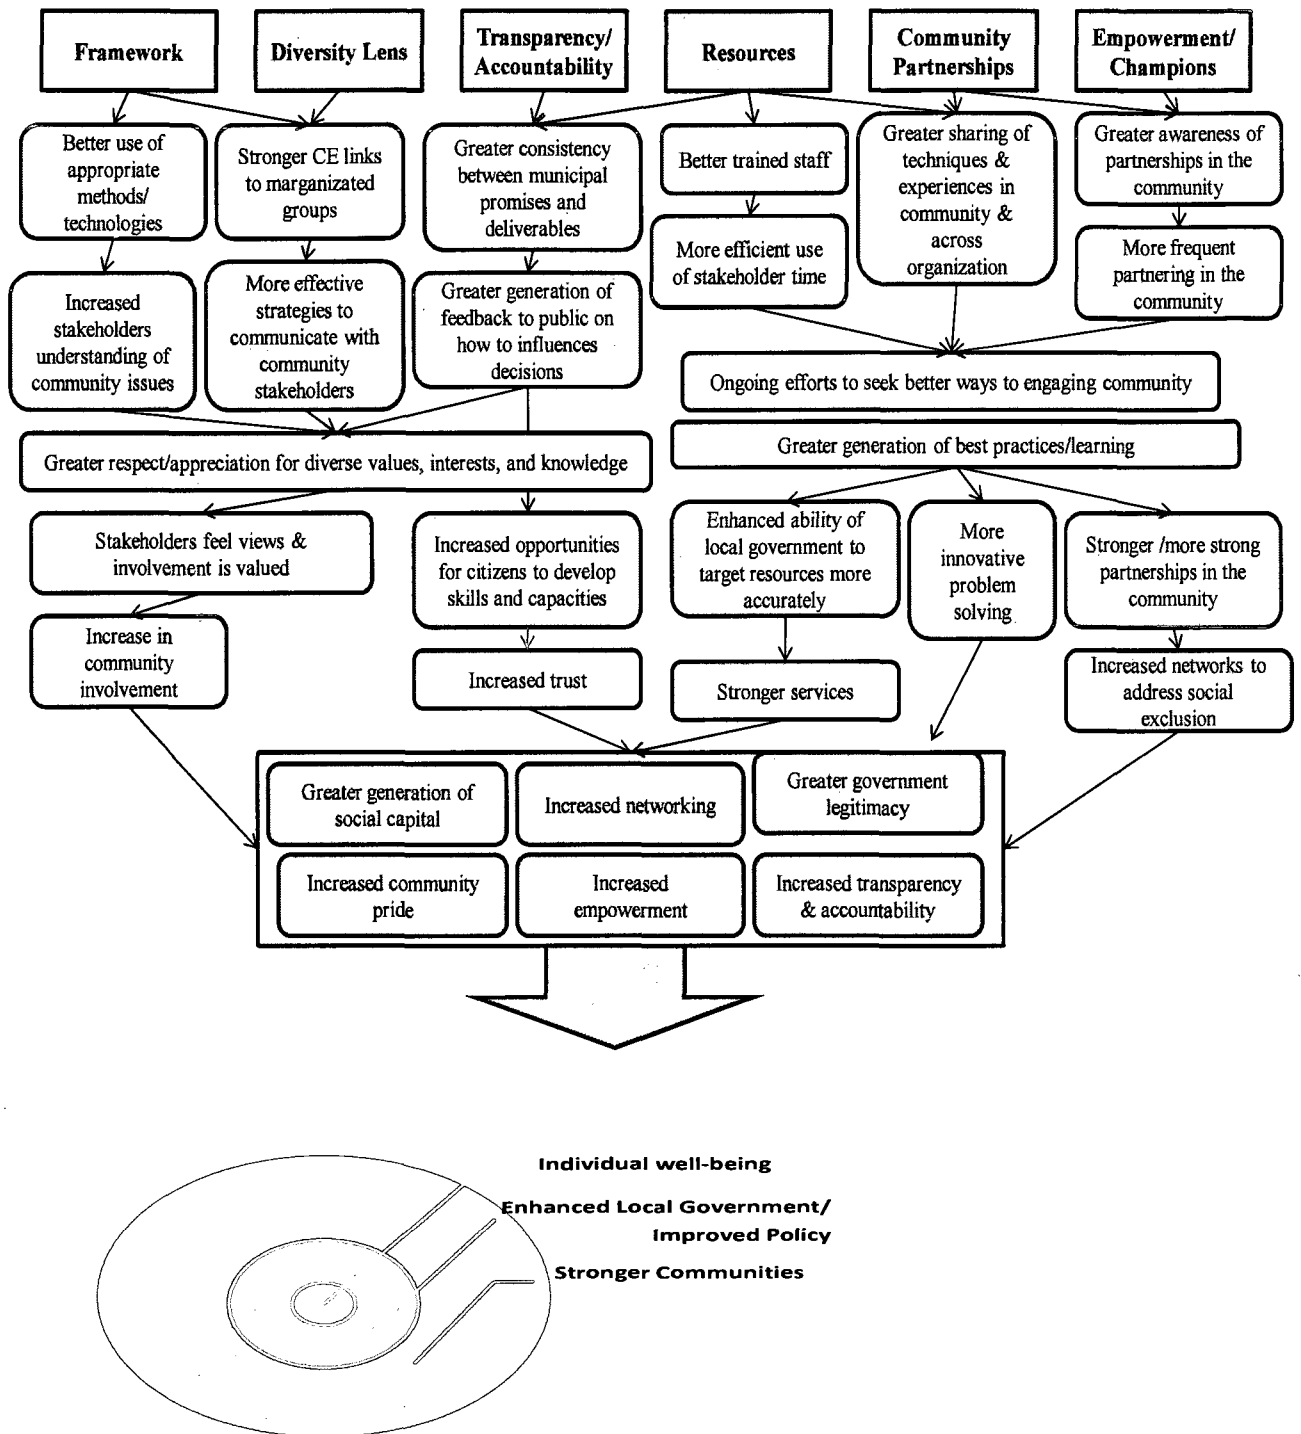 Framework
Diversity Lens
Transparency/
Accountability
Resources
Community
Partnerships
Empowerment/
Champions
Better use of
appropriate
methods/
technologies
Stronger CE links
to marganizated
groups
Greater consistency
between municipal
promises and
deliverables
Better trained staff
Greater sharing of
techniques &
experiences in
community &
across
organization
Greater awareness of
partnerships in the
community
More efficient use
of stakeholder time
More frequent
partnering in the
community
Increased
stakeholders
understanding of
community issues
More effective
strategies to
communicate with
community
stakeholders
Greater generation of
feedback to public on
how to influences
decisions
Ongoing efforts to seek better ways to engaging community
Greater respect/appreciation for diverse values, interests, and knowledge
Greater generation of best practices/learning
Stakeholders feel views &
involvement is valued
Increased opportunities
for citizens to develop
skills and capacities
Enhanced ability of
local government to
target resources more
accurately
More
innovative
problem
solving
Stronger /more strong
partnerships in the
community
Increase in
community
involvement
Increased trust
Stronger services
Increased networks to
address social
exclusion
Greater generation of
social capital
Increased networking
Greater government
legitimacy
Increased community
pride
Increased
empowerment
Increased transparency
& accountability
Individual well-being
Enhanced Local Government/
Improved Policy
Stronger Communities